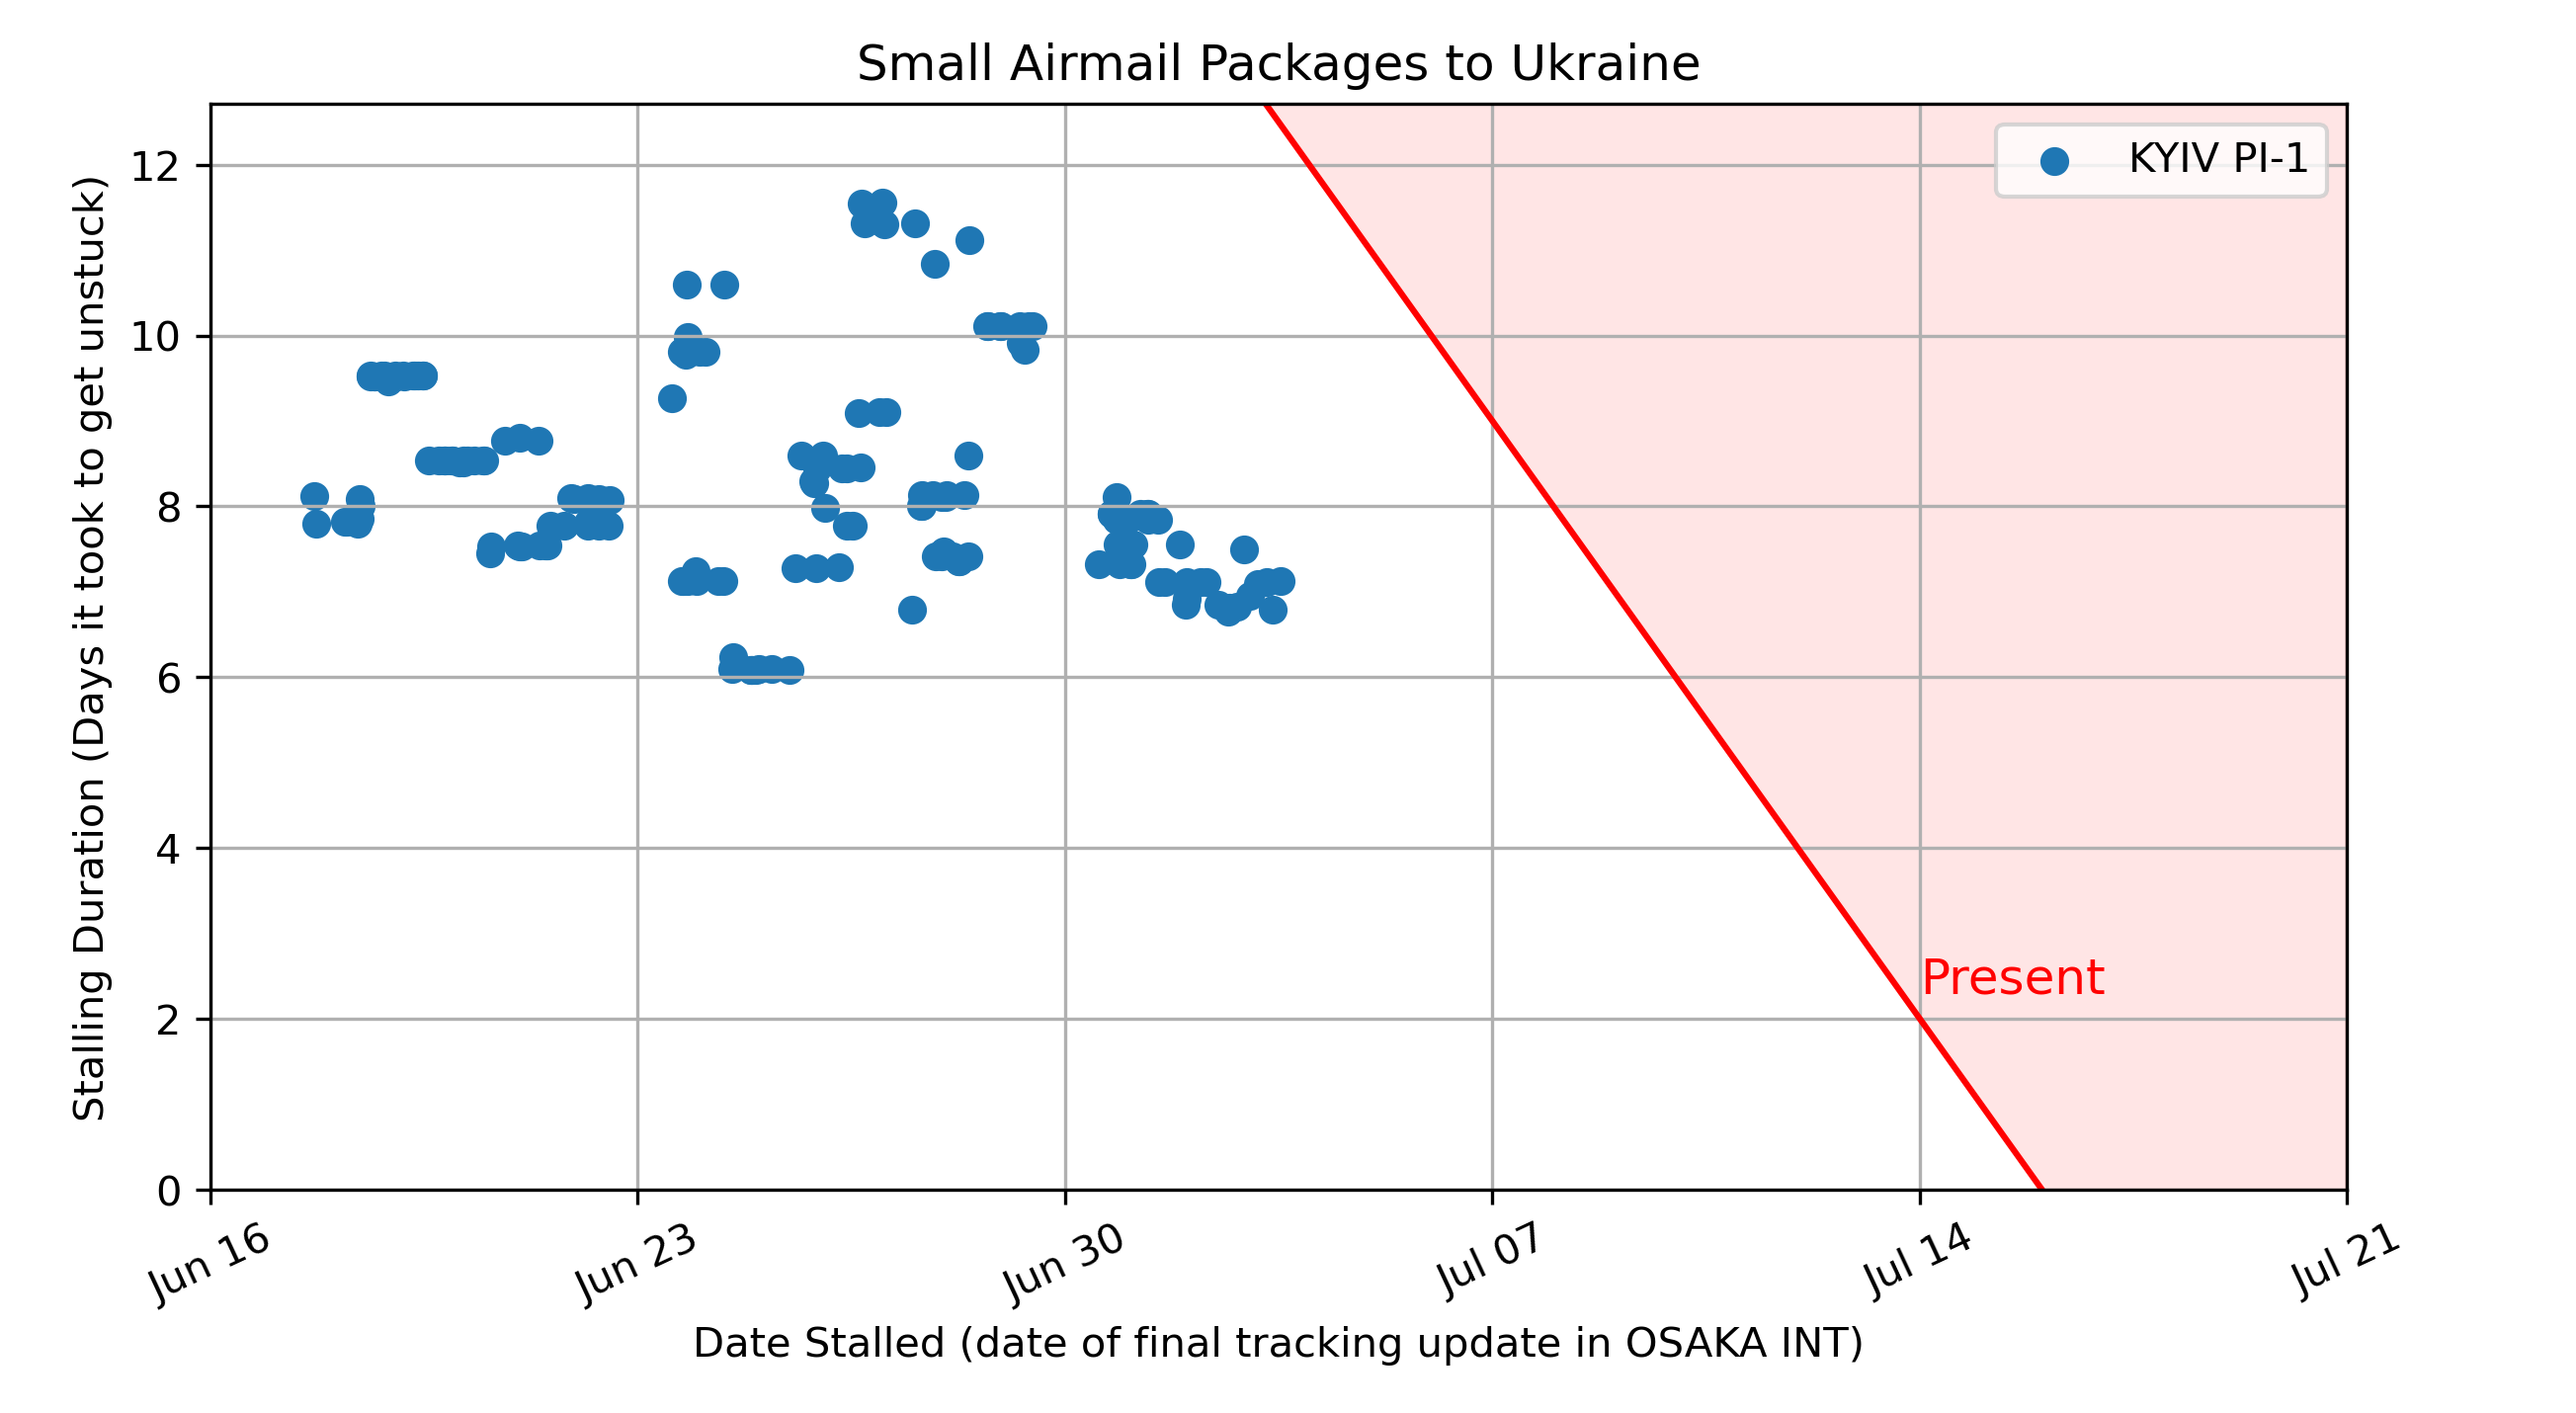 Small Airmail Packages to Ukraine
KYIV PI-1
12
10
8
6
4
2
0
Stalling Duration (Days it took to get unstuck)
Present
Jun 16
Jun 23
Jun 30
Jul 07
Jul 14
Jul 21
Date Stalled (date of final tracking update in OSAKA INT)